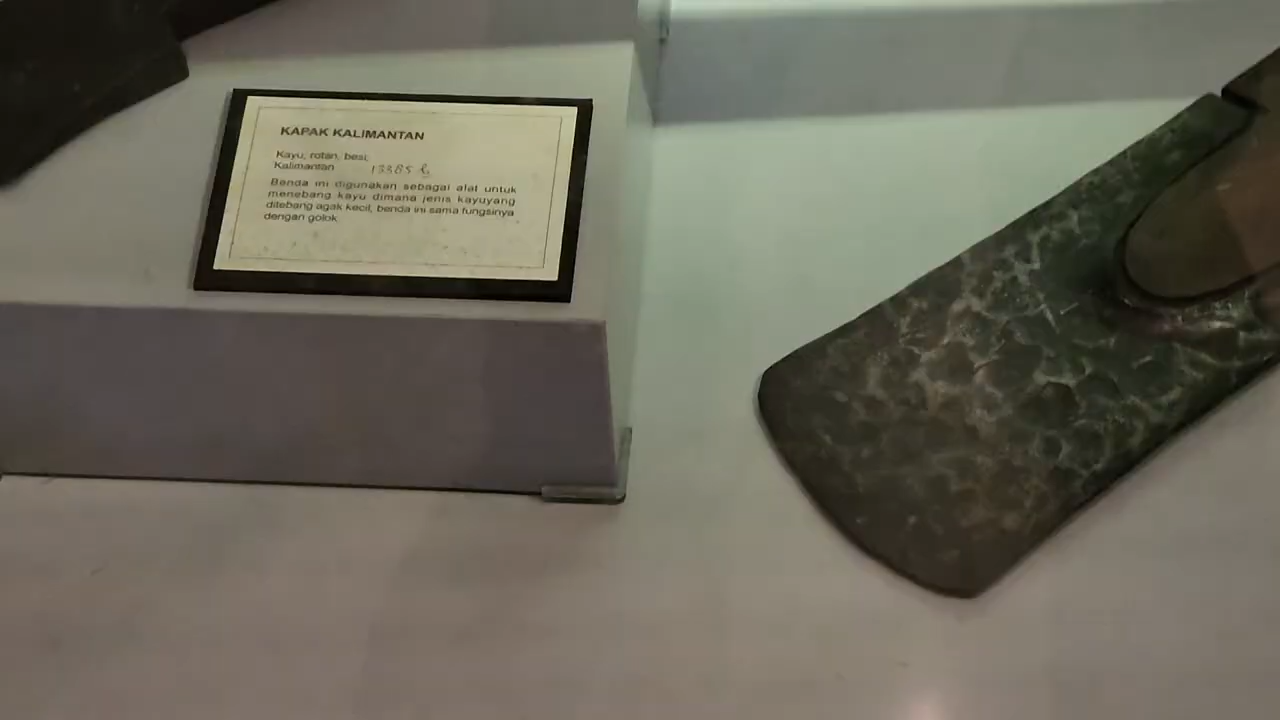 KAPAK KALIMANTAN
Kayu, rotan, besi,
Kalimantan 13385
Benda ini digunakan sebagai alat untuk
menebang kayu dimana jenis kayuyang
ditebang agak kecil, benda ini sama fungsinya
dengan golok.